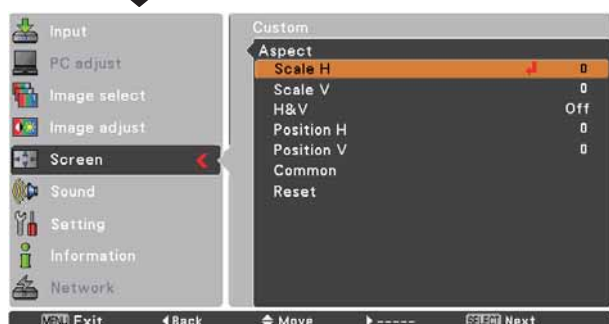 Input
PC adjust
Image select
Image adjust
Screen
Sound
Setting
Information
Network
Custom
Aspect
Scale H 0
Scale V 0
H&V Off
Position H 0
Position V 0
Common
Reset
MENU Exit Back Move ----- SELECT Next